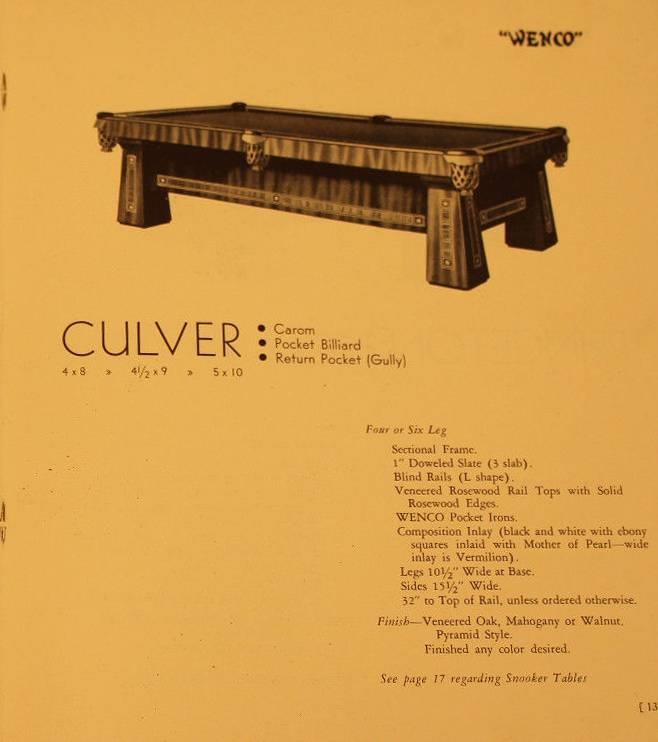 "WENCO"
CULVER
• Carom
• Pocket Billiard
• Return Pocket (Gully)
4 x 8 » 4½ x 9 » 5 x 10
Four or Six Leg
Sectional Frame.
1" Doweled Slate (3 slab).
Blind Rails (L shape).
Veneered Rosewood Rail Tops with Solid
Rosewood Edges.
WENCO Pocket Irons.
Composition Inlay (black and white with ebony
squares inlaid with Mother of Pearl—wide
inlay is Vermilion).
Legs 10½" Wide at Base.
Sides 15½" Wide.
32" to Top of Rail, unless ordered otherwise.
Finish—Veneered Oak, Mahogany or Walnut.
Pyramid Style.
Finished any color desired.
See page 17 regarding Snooker Tables
[ 13